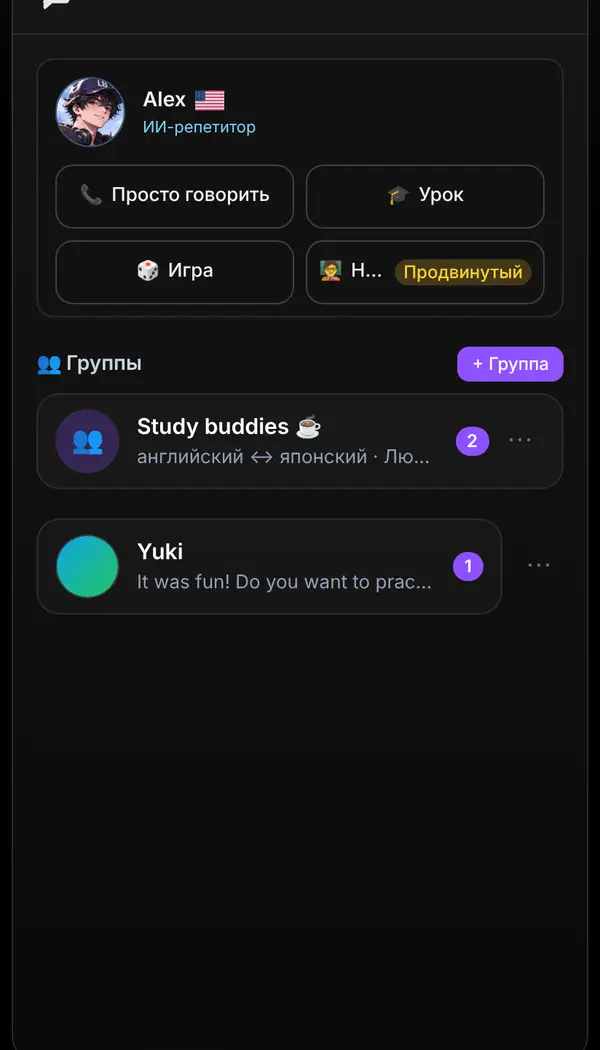 Alex
ИИ-репетитор
Просто говорить
Урок
Игра
Н... Продвинутый
Группы
+ Группа
Study buddies
2
английский ↔ японский · Лю...
Yuki
1
It was fun! Do you want to prac...